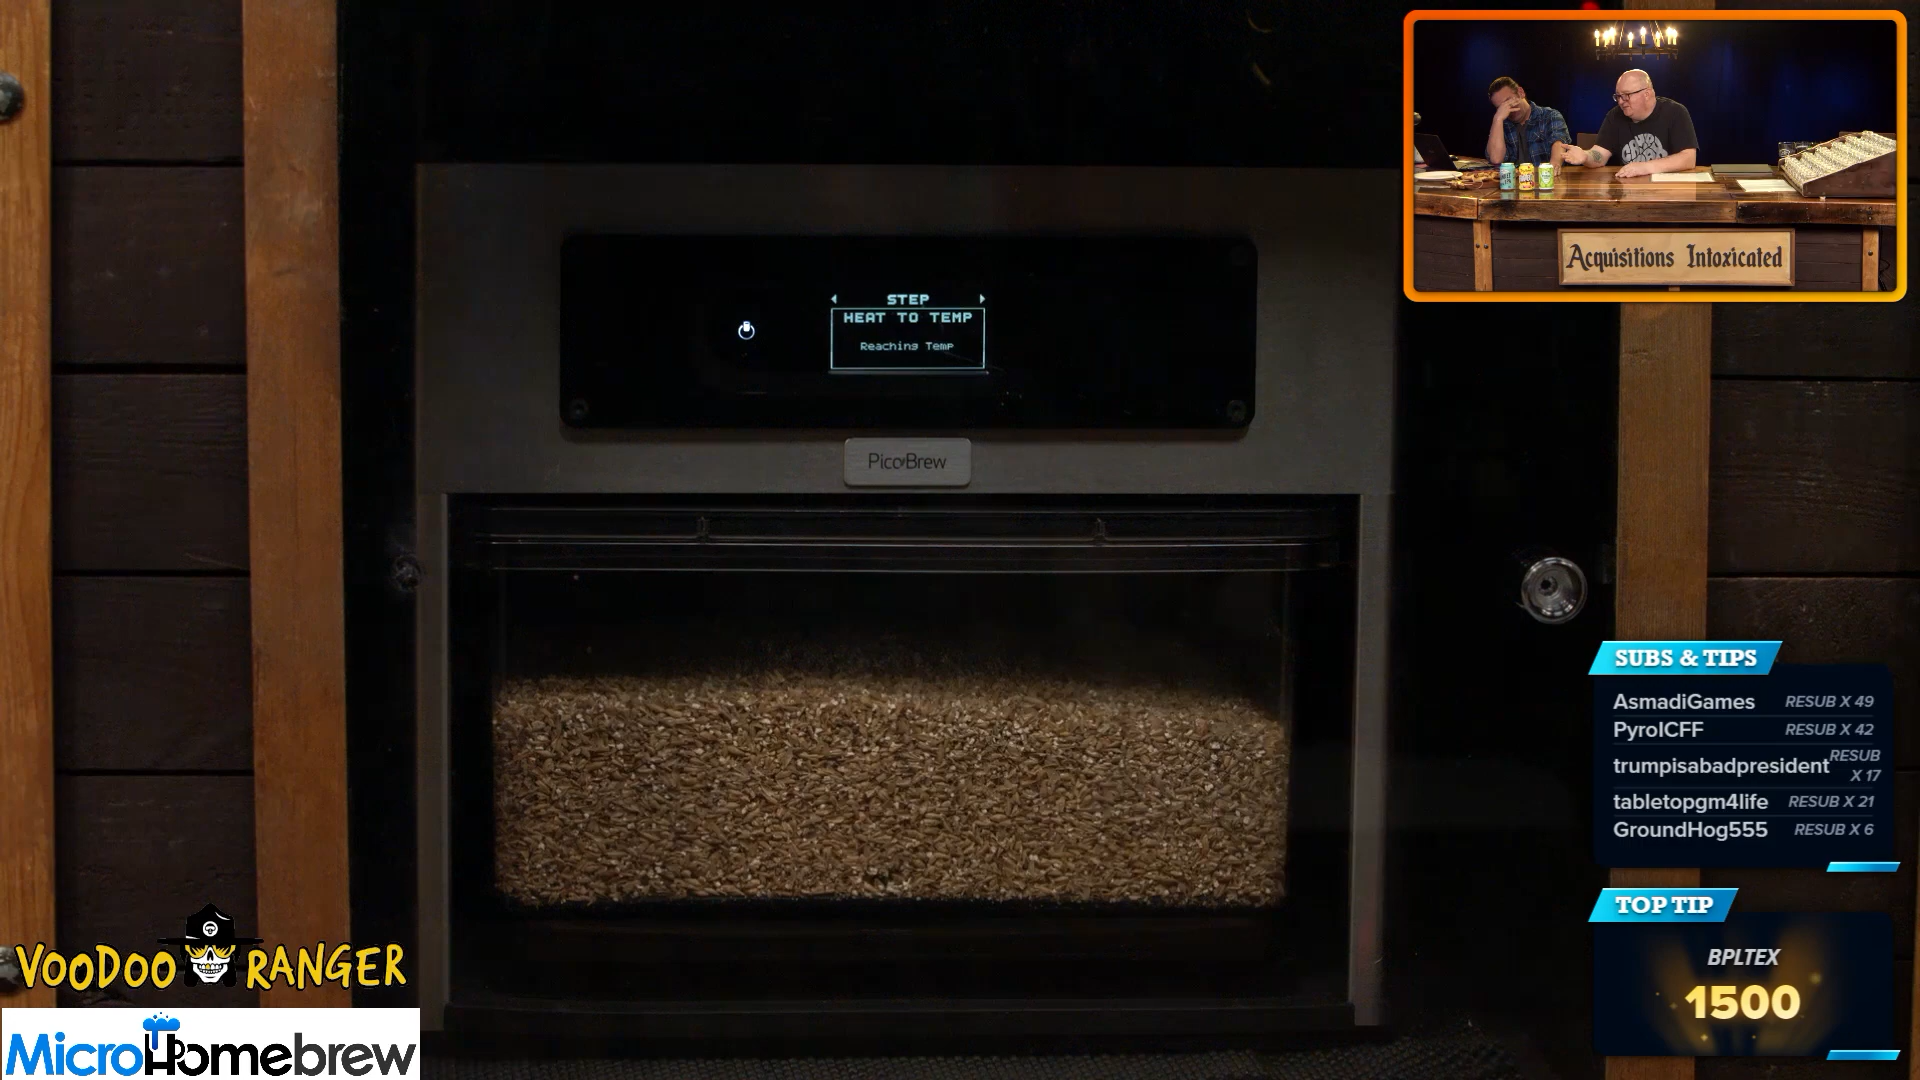 STEP
HEAT TO TEMP
Reaching Temp
PicoBrew
Acquisitions Intoxicated
SUBS & TIPS
AsmadiGames RESUB X 49
PyroICFF RESUB X 42
trumpisabadpresident RESUB X 17
tabletopgm4life RESUB X 21
GroundHog555 RESUB X 6
TOP TIP
BPLTEX
1500
VOODOO RANGER
MicroHomebrew